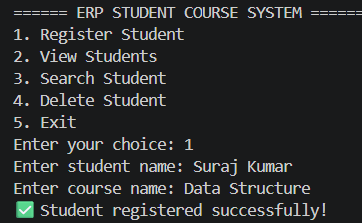 ====== ERP STUDENT COURSE SYSTEM ======
1. Register Student
2. View Students
3. Search Student
4. Delete Student
5. Exit
Enter your choice: 1
Enter student name: Suraj Kumar
Enter course name: Data Structure
✅ Student registered successfully!